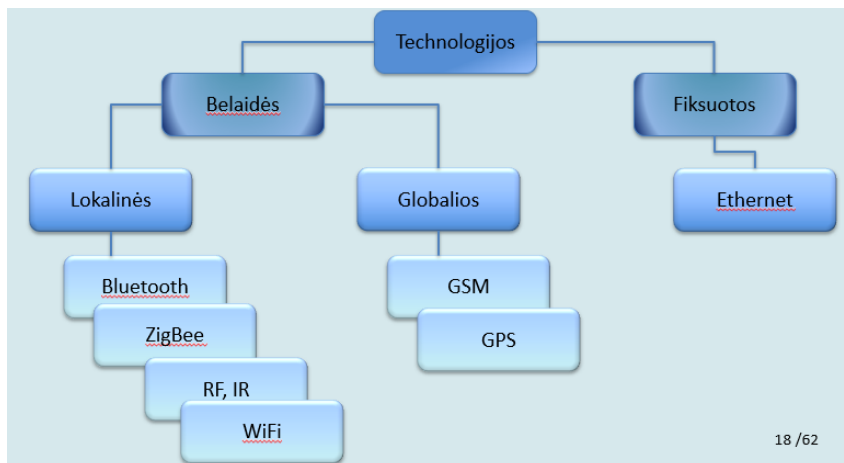 Technologijos
Belaidės
Fiksuotos
Lokalinės
Globalios
Ethernet
Bluetooth
GSM
ZigBee
GPS
RF, IR
WiFi
18 /62